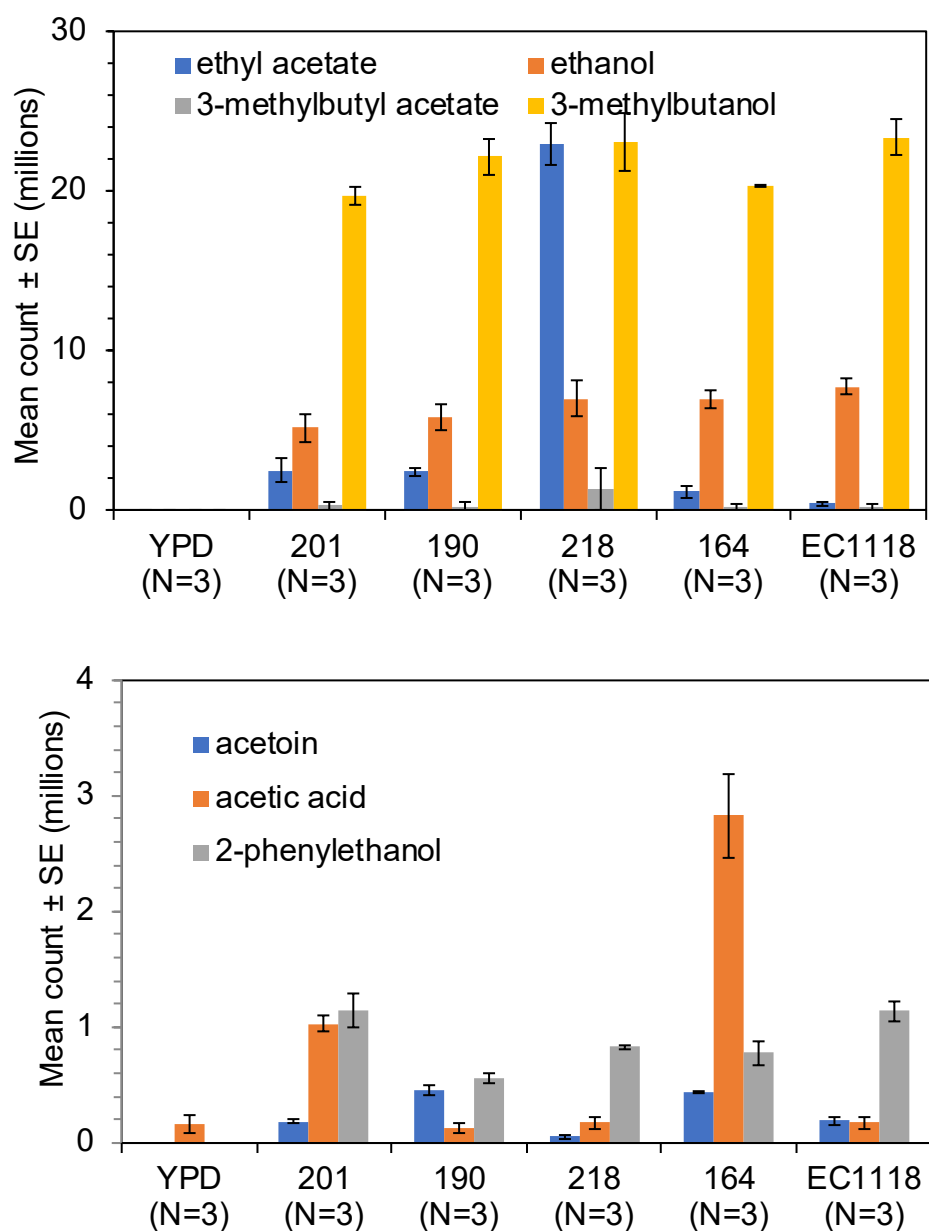 30
20
10
0
Mean count ± SE (millions)
ethyl acetate
ethanol
3-methylbutyl acetate
3-methylbutanol
YPD 201 190 218 164 EC1118
(N=3) (N=3) (N=3) (N=3) (N=3) (N=3)
4
3
2
1
0
Mean count ± SE (millions)
acetoin
acetic acid
2-phenylethanol
YPD 201 190 218 164 EC1118
(N=3) (N=3) (N=3) (N=3) (N=3) (N=3)